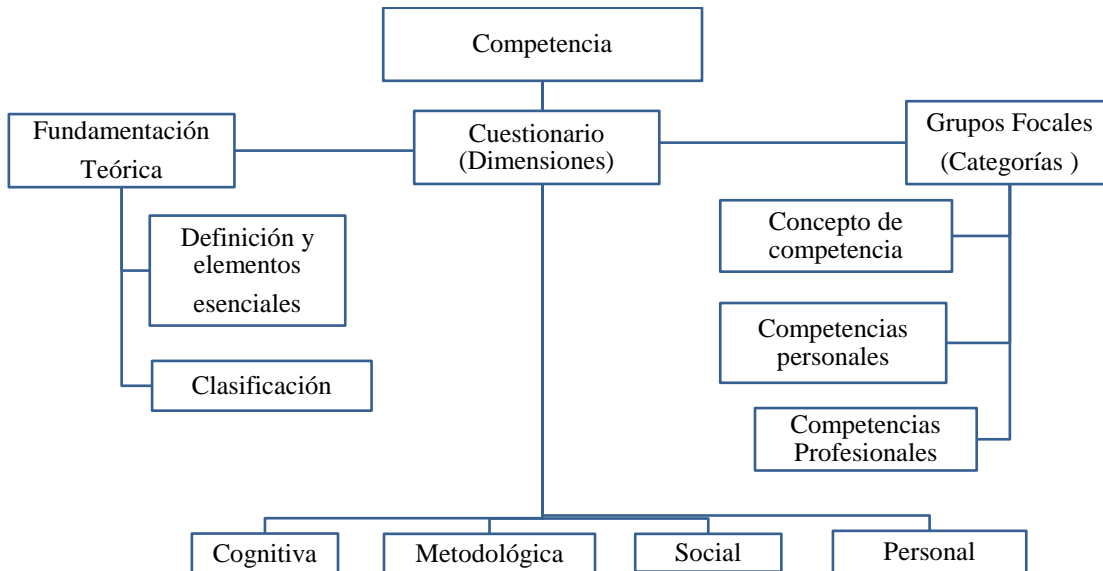 Competencia
Fundamentación
Teórica
Cuestionario
(Dimensiones)
Grupos Focales
(Categorías )
Definición y
elementos
esenciales
Clasificación
Concepto de
competencia
Competencias
personales
Competencias
Profesionales
Cognitiva
Metodológica
Social
Personal